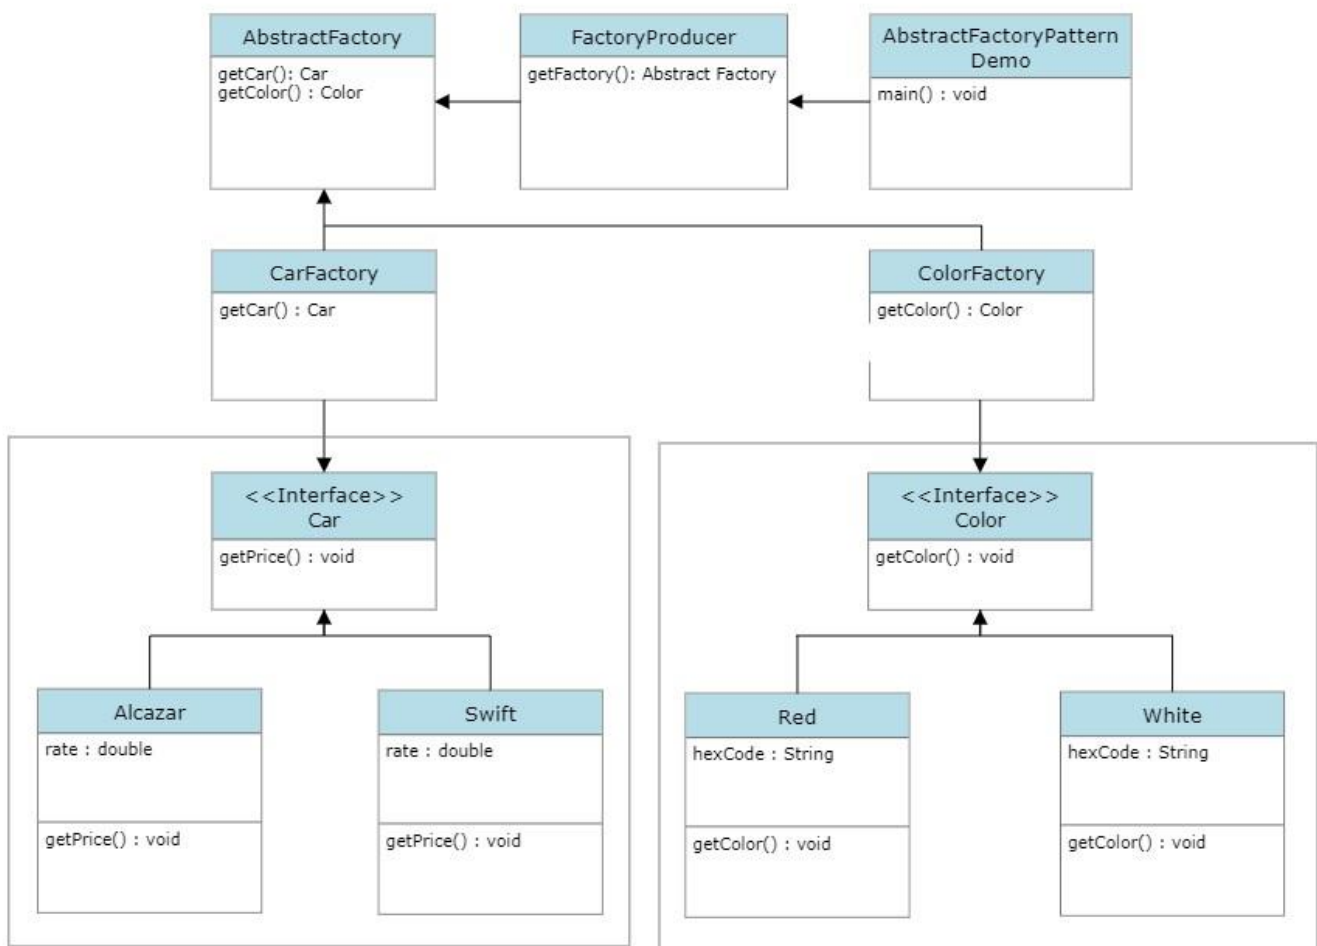 AbstractFactory
getCar(): Car
getColor() : Color
FactoryProducer
getFactory(): Abstract Factory
AbstractFactoryPattern
Demo
main() : void
CarFactory
getCar() : Car
ColorFactory
getColor() : Color
<<Interface>>
Car
getPrice() : void
<<Interface>>
Color
getColor() : void
Alcazar
rate : double
getPrice() : void
Swift
rate : double
getPrice() : void
Red
hexCode : String
getColor() : void
White
hexCode : String
getColor() : void